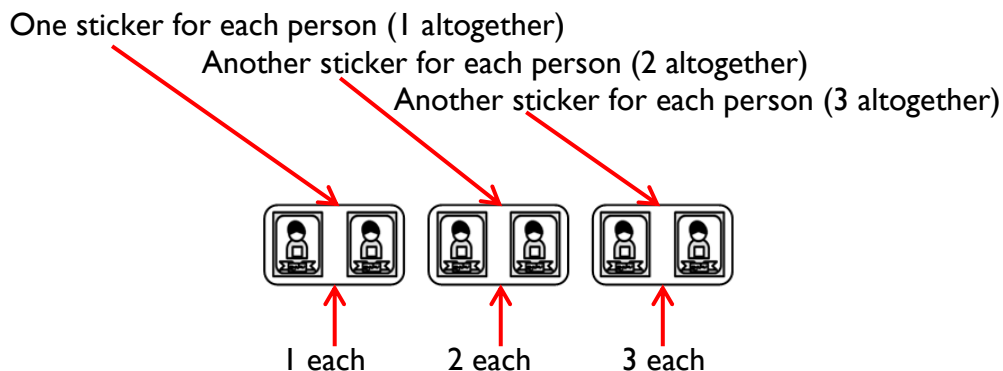 One sticker for each person (1 altogether)
Another sticker for each person (2 altogether)
Another sticker for each person (3 altogether)
1 each 2 each 3 each